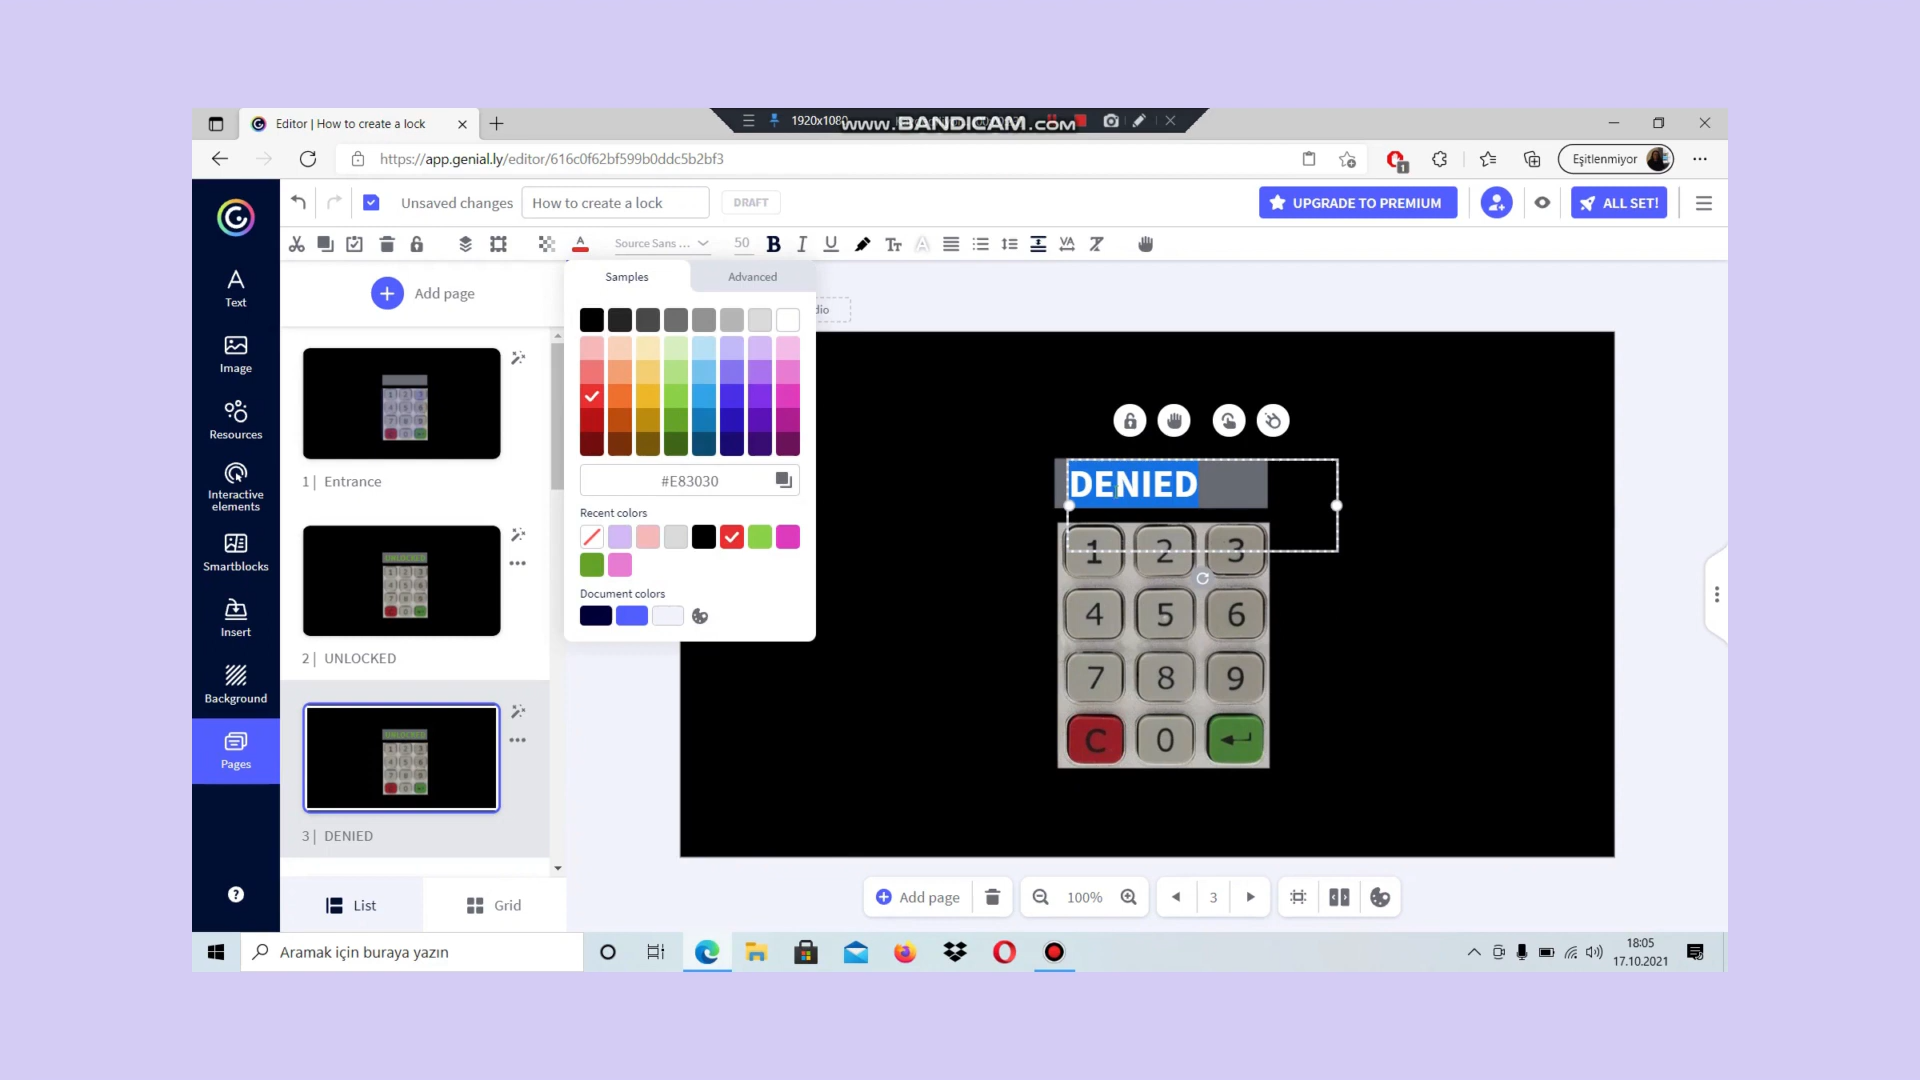 Editor | How to create a lock
1920x1080
www.BANDICAM.com
https://app.genial.ly/editor/616c0f62bf599b0ddc5b2bf3
1
Eşitlenmiyor
Unsaved changes
How to create a lock
DRAFT
UPGRADE TO PREMIUM
ALL SET!
Source Sans ...
50
Text
Image
Resources
Interactive
elements
Smartblocks
Insert
Background
Pages
Add page
1 | Entrance
UNLOCKED
2 | UNLOCKED
UNLOCKED
3 | DENIED
List
Grid
Samples
Advanced
#E83030
Recent colors
Document colors
dio
DENIED
1 2 3
4 5 6
7 8 9
C 0
Add page
100%
3
Aramak için buraya yazın
18:05
17.10.2021